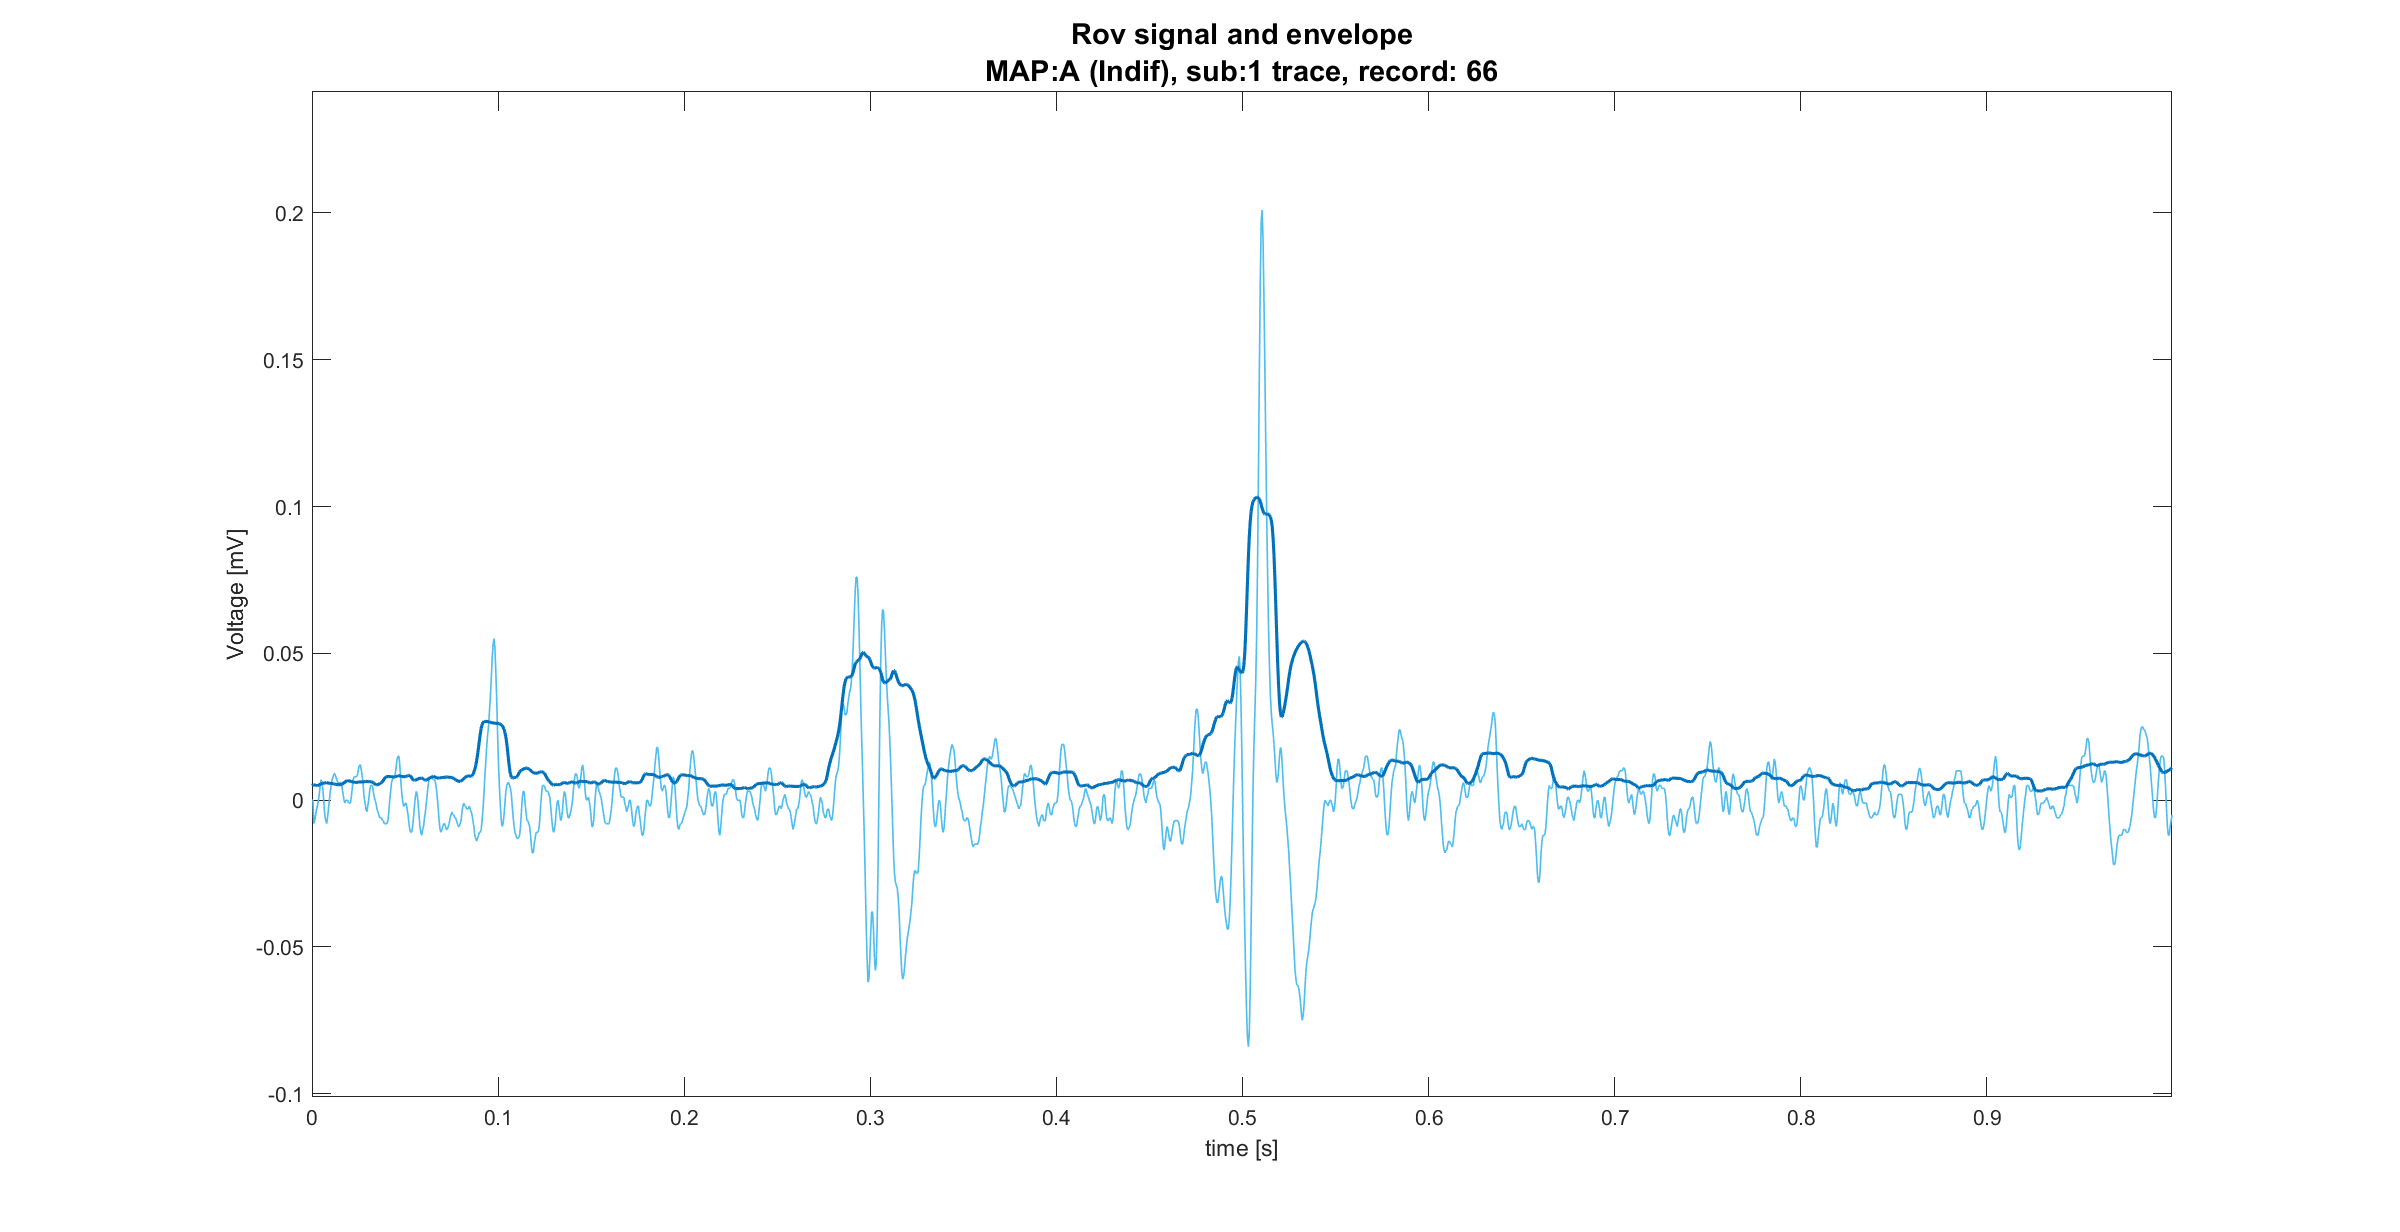 Rov signal and envelope
MAP:A (Indif), sub:1 trace, record: 66
0.2
0.15
0.1
0.05
0
-0.05
-0.1
Voltage [mV]
0 0.1 0.2 0.3 0.4 0.5 0.6 0.7 0.8 0.9
time [s]